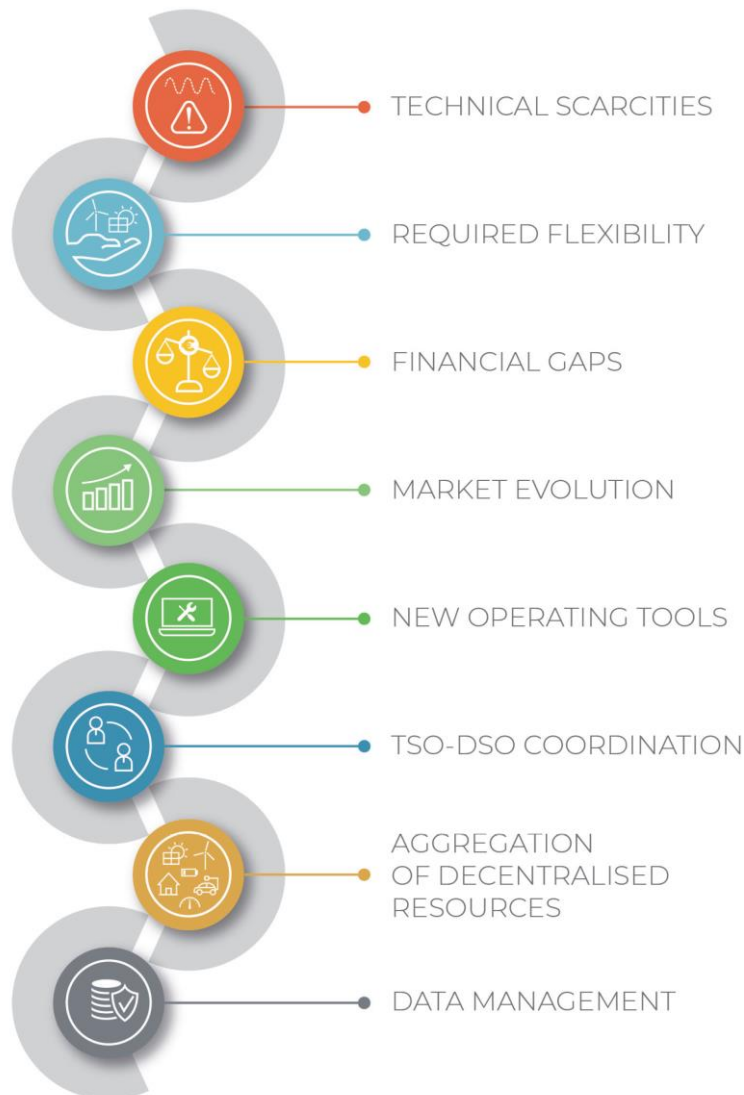 TECHNICAL SCARCITIES
REQUIRED FLEXIBILITY
FINANCIAL GAPS
MARKET EVOLUTION
NEW OPERATING TOOLS
TSO-DSO COORDINATION
AGGREGATION
OF DECENTRALISED
RESOURCES
DATA MANAGEMENT